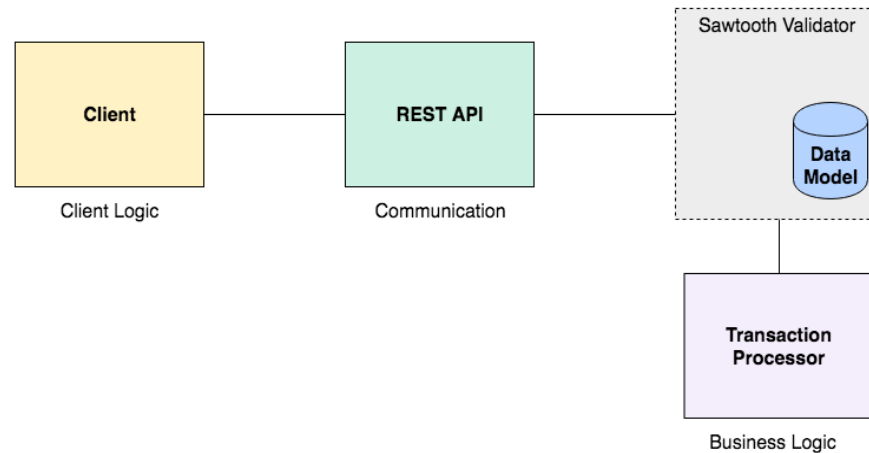 Sawtooth Validator
Client
REST API
Data
Model
Client Logic
Communication
Transaction
Processor
Business Logic